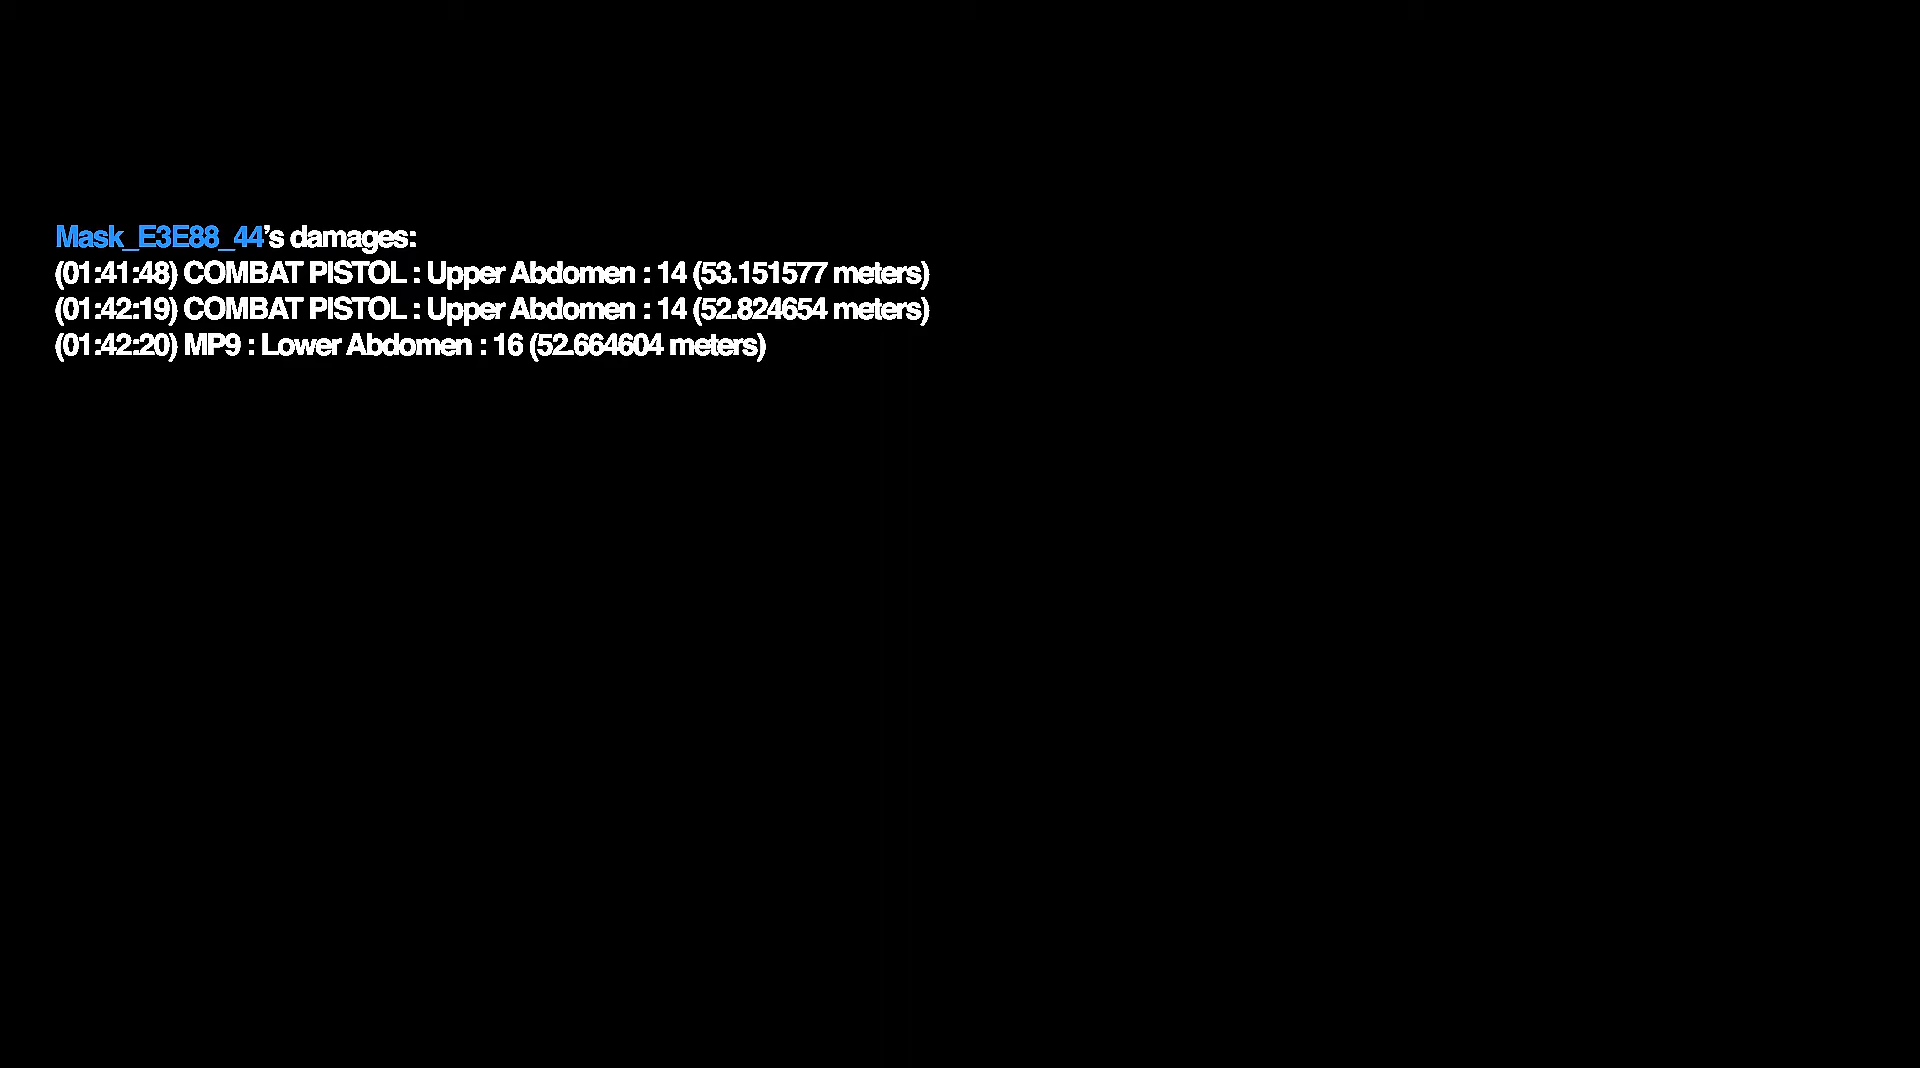 Mask_E3E88_44's damages:
(01:41:48) COMBAT PISTOL : Upper Abdomen : 14 (53.151577 meters)
(01:42:19) COMBAT PISTOL : Upper Abdomen : 14 (52.824654 meters)
(01:42:20) MP9 : Lower Abdomen : 16 (52.664604 meters)